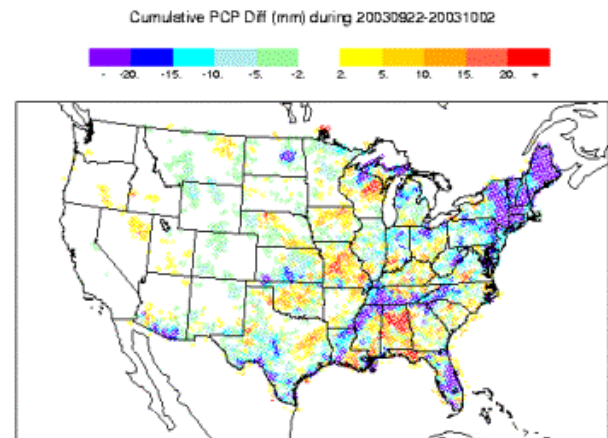 Cumulative PCP Diff (mm) during 20030922-20031002
- -20. -15. -10. -5. -2. 2. 5. 10. 15. 20. +